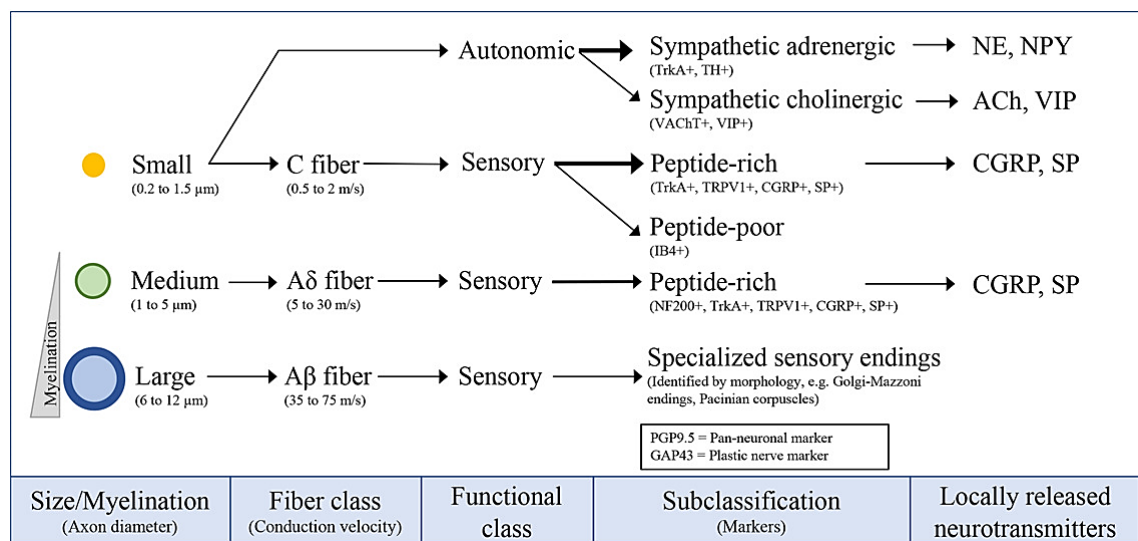 Autonomic
Sympathetic adrenergic
(TrkA+, TH+)
NE, NPY
Sympathetic cholinergic
(VAChT+, VIP+)
ACh, VIP
Small
(0.2 to 1.5 µm)
C fiber
(0.5 to 2 m/s)
Sensory
Peptide-rich
(TrkA+, TRPV1+, CGRP+, SP+)
CGRP, SP
Peptide-poor
(IB4+)
Myelination
Medium
(1 to 5 µm)
Aδ fiber
(5 to 30 m/s)
Sensory
Peptide-rich
(NF200+, TrkA+, TRPV1+, CGRP+, SP+)
CGRP, SP
Large
(6 to 12 µm)
Aβ fiber
(35 to 75 m/s)
Sensory
Specialized sensory endings
(Identified by morphology, e.g. Golgi-Mazzoni
endings, Pacinian corpuscles)
PGP9.5 = Pan-neuronal marker
GAP43 = Plastic nerve marker
Size/Myelination
(Axon diameter)
Fiber class
(Conduction velocity)
Functional
class
Subclassification
(Markers)
Locally released
neurotransmitters